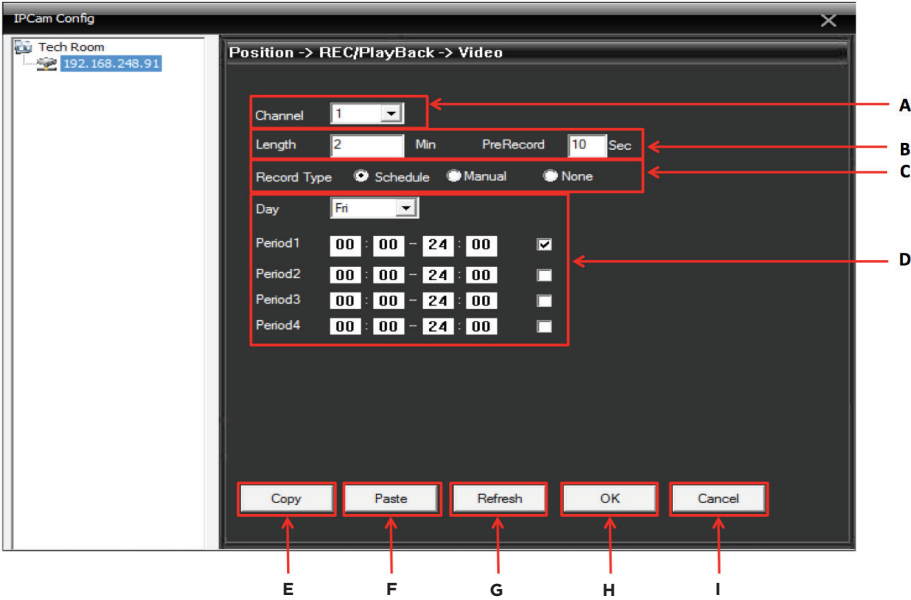 IPCam Config
Tech Room
192.168.248.91
Position -> REC/PlayBack -> Video
Channel 1 A
Length 2 Min PreRecord 10 Sec B
Record Type Schedule Manual None C
Day Fri
Period1 00 : 00 - 24 : 00 D
Period2 00 : 00 - 24 : 00
Period3 00 : 00 - 24 : 00
Period4 00 : 00 - 24 : 00
Copy Paste Refresh OK Cancel
E F G H I